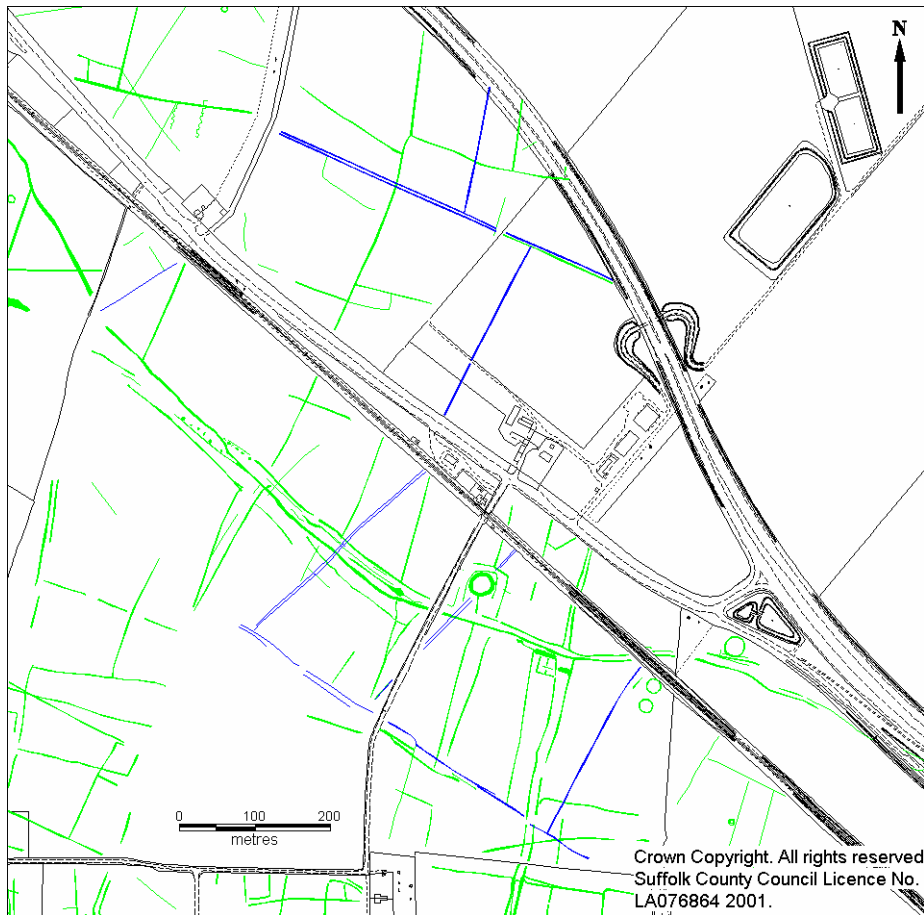 N
0 100 200
metres
Crown Copyright. All rights reserved
Suffolk County Council Licence No.
LA076864 2001.